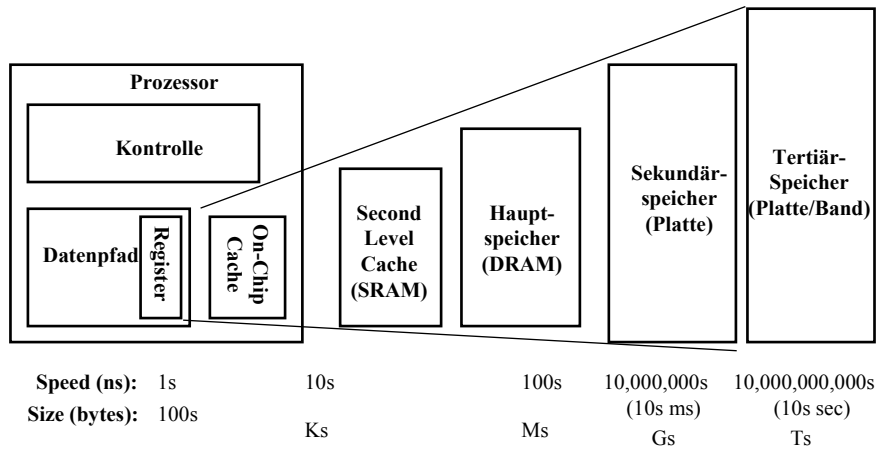 Prozessor
Kontrolle
Datenpfad
Register
On-Chip
Cache
Second
Level
Cache
(SRAM)
Haupt-
speicher
(DRAM)
Sekundär-
speicher
(Platte)
Tertiär-
Speicher
(Platte/Band)
Speed (ns): 1s 10s 100s 10,000,000s 10,000,000,000s
(10s ms) (10s sec)
Size (bytes): 100s
Ks Ms Gs Ts